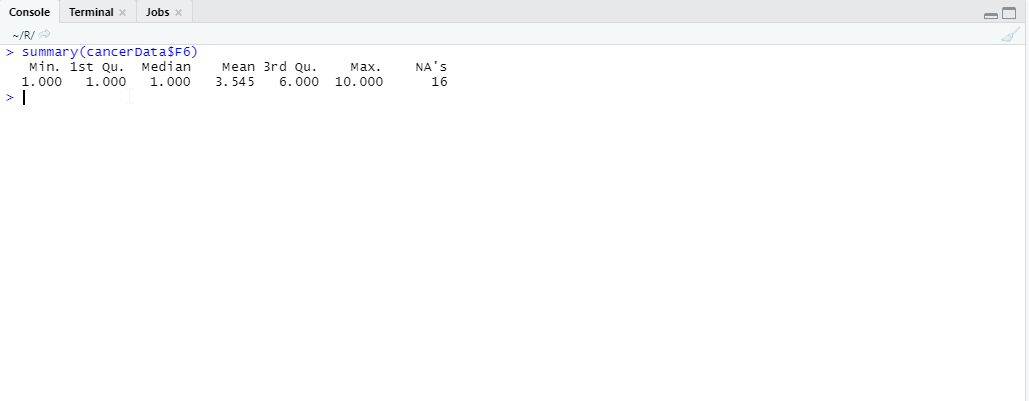 Console Terminal Jobs
~/R/
> summary(cancerData$F6)
Min. 1st Qu. Median Mean 3rd Qu. Max. NA's
1.000 1.000 1.000 3.545 6.000 10.000 16
>